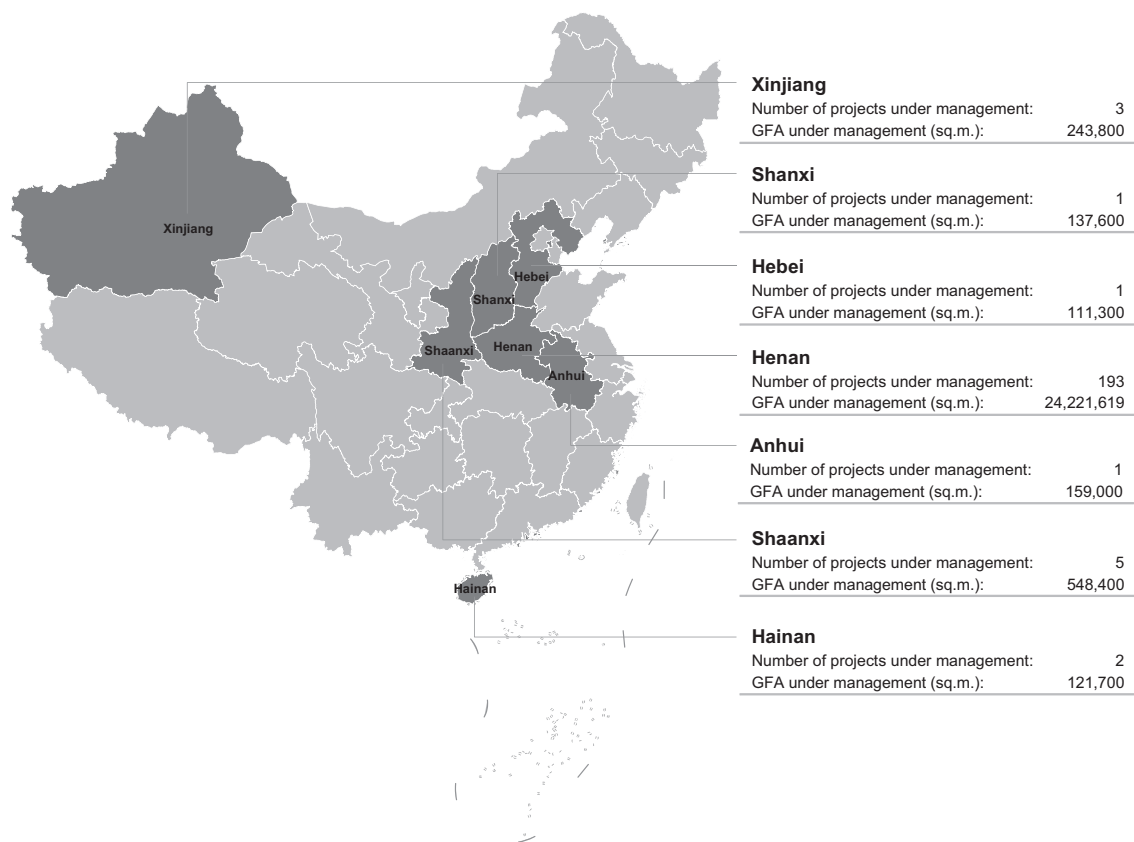 Xinjiang
Number of projects under management: 3
GFA under management (sq.m.): 243,800
Shanxi
Number of projects under management: 1
GFA under management (sq.m.): 137,600
Hebei
Number of projects under management: 1
GFA under management (sq.m.): 111,300
Henan
Number of projects under management: 193
GFA under management (sq.m.): 24,221,619
Anhui
Number of projects under management: 1
GFA under management (sq.m.): 159,000
Shaanxi
Number of projects under management: 5
GFA under management (sq.m.): 548,400
Hainan
Number of projects under management: 2
GFA under management (sq.m.): 121,700
Xinjiang
Hebei
Shanxi
Henan
Shaanxi
Anhui
Hainan